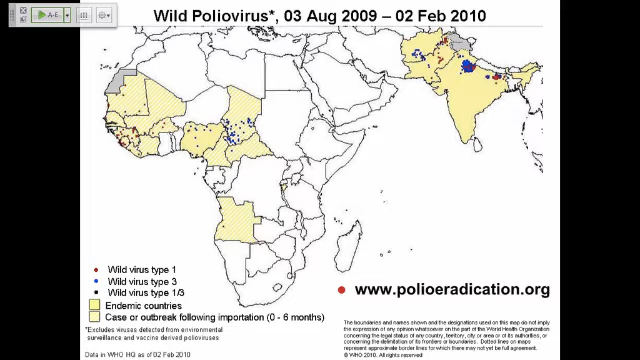 A-E
Wild Poliovirus*, 03 Aug 2009 – 02 Feb 2010
Wild virus type 1
Wild virus type 3
Wild virus type 1/3
Endemic countries
Case or outbreak following importation (0 - 6 months)
*Excludes viruses detected from environmental
surveillance and vaccine derived polioviruses
Data in WHO HQ as of 02 Feb 2010
www.polioeradication.org
The boundaries and names shown and the designations used on this map do not imply
the expression of any opinion whatsoever on the part of the World Health Organization
concerning the legal status of any country, territory, city or area or of its authorities, or
concerning the delimitation of its frontiers or boundaries. Dotted lines on maps
represent approximate border lines for which there may not yet be full agreement.
© WHO 2010. All rights reserved